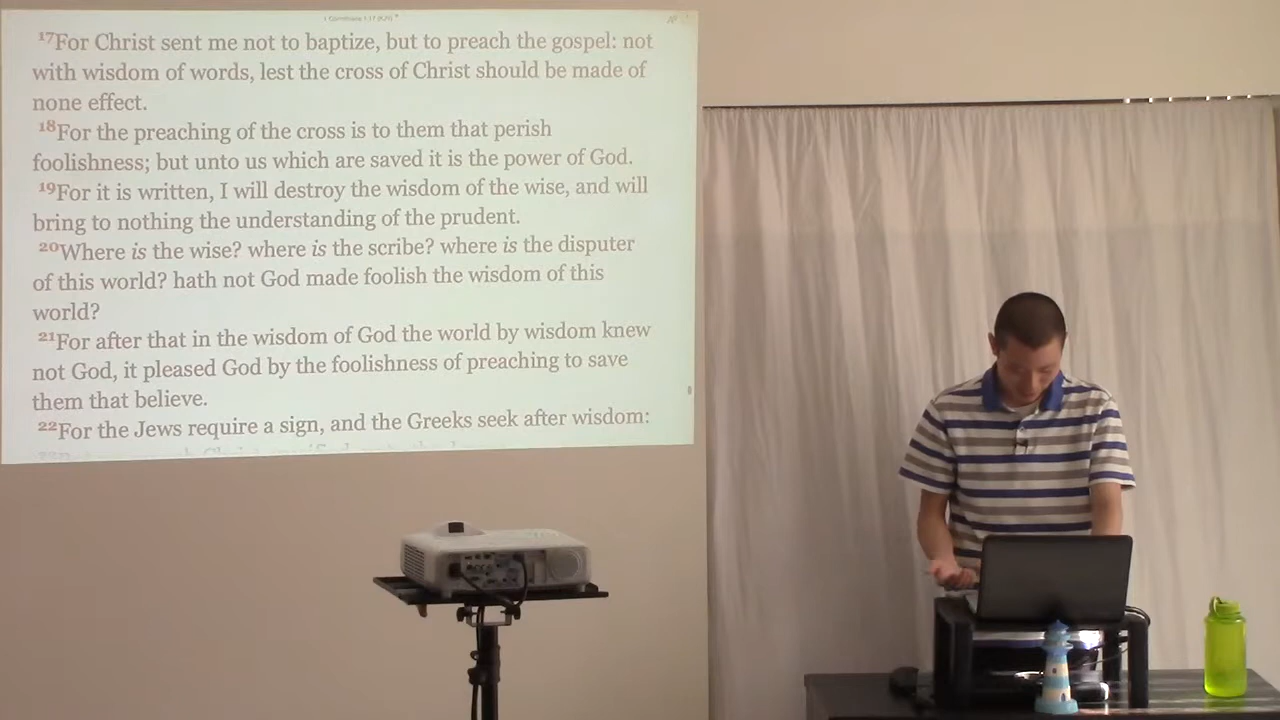 1 Corinthians 1:17 (KJV)
17For Christ sent me not to baptize, but to preach the gospel: not
with wisdom of words, lest the cross of Christ should be made of
none effect.
18For the preaching of the cross is to them that perish
foolishness; but unto us which are saved it is the power of God.
19For it is written, I will destroy the wisdom of the wise, and will
bring to nothing the understanding of the prudent.
20Where is the wise? where is the scribe? where is the disputer
of this world? hath not God made foolish the wisdom of this
world?
21For after that in the wisdom of God the world by wisdom knew
not God, it pleased God by the foolishness of preaching to save
them that believe.
22For the Jews require a sign, and the Greeks seek after wisdom: